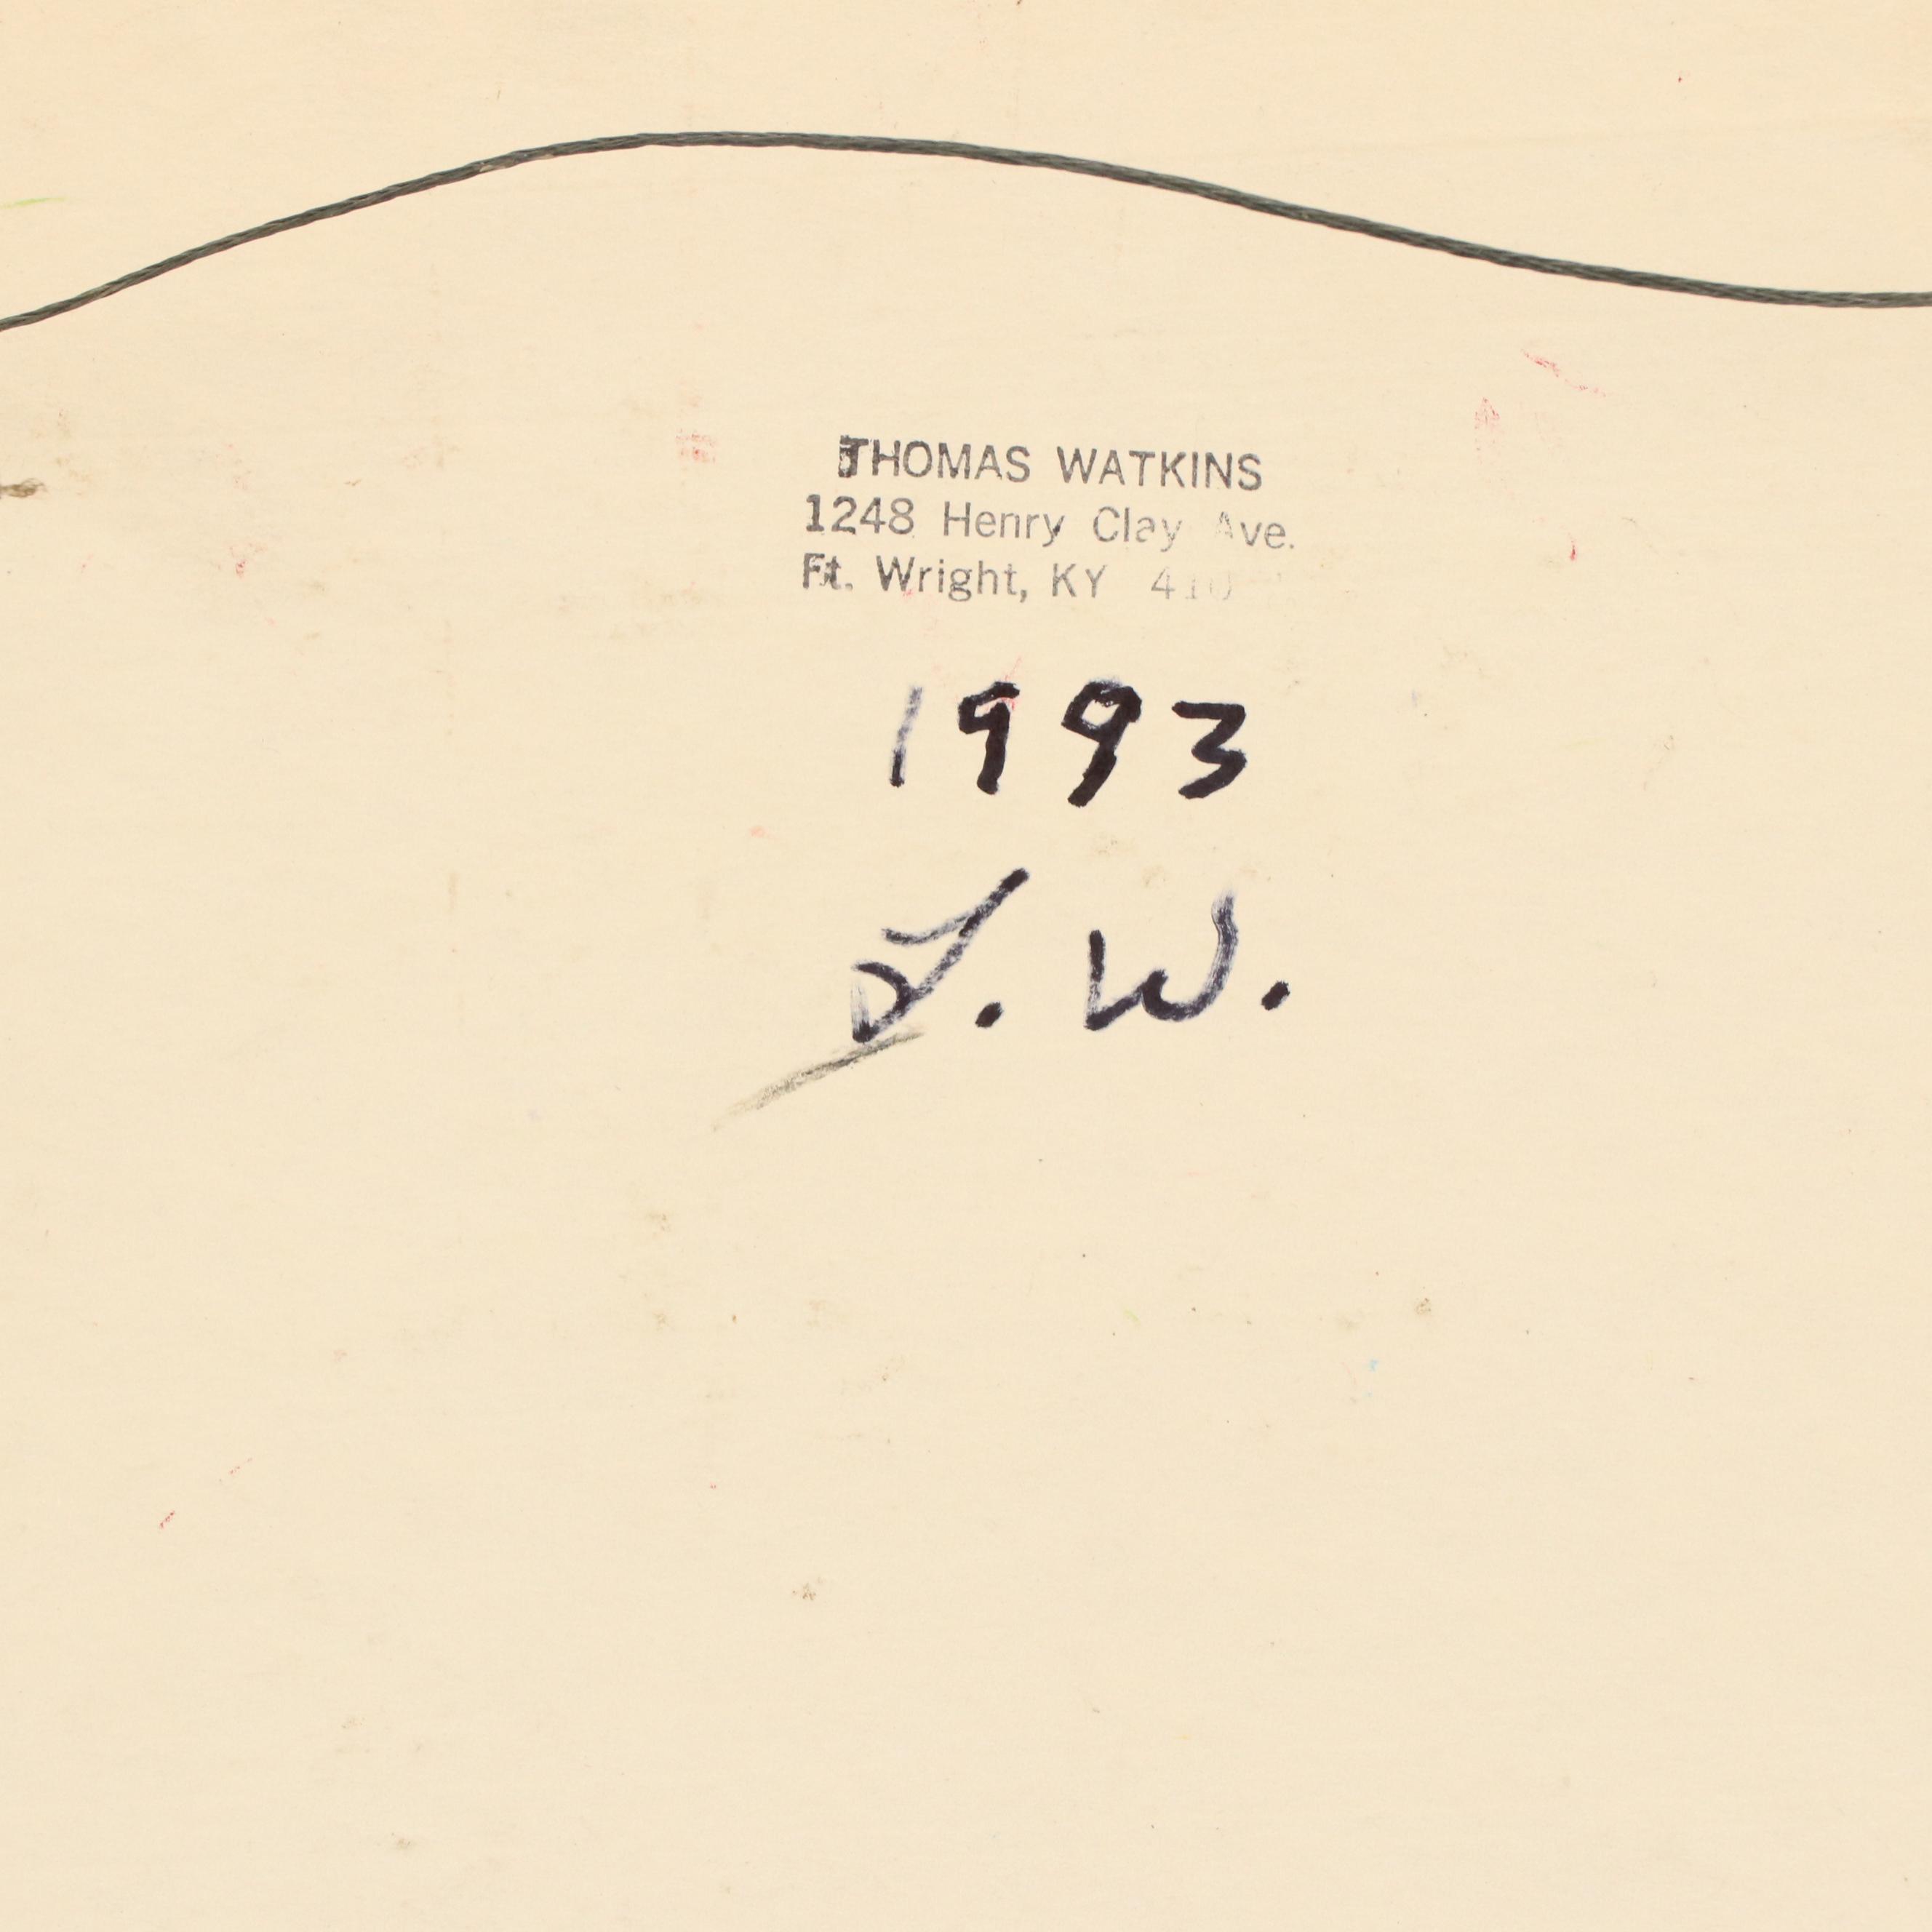 THOMAS WATKINS
1248 Henry Clay Ave.
Ft. Wright, KY
1993
T. W.